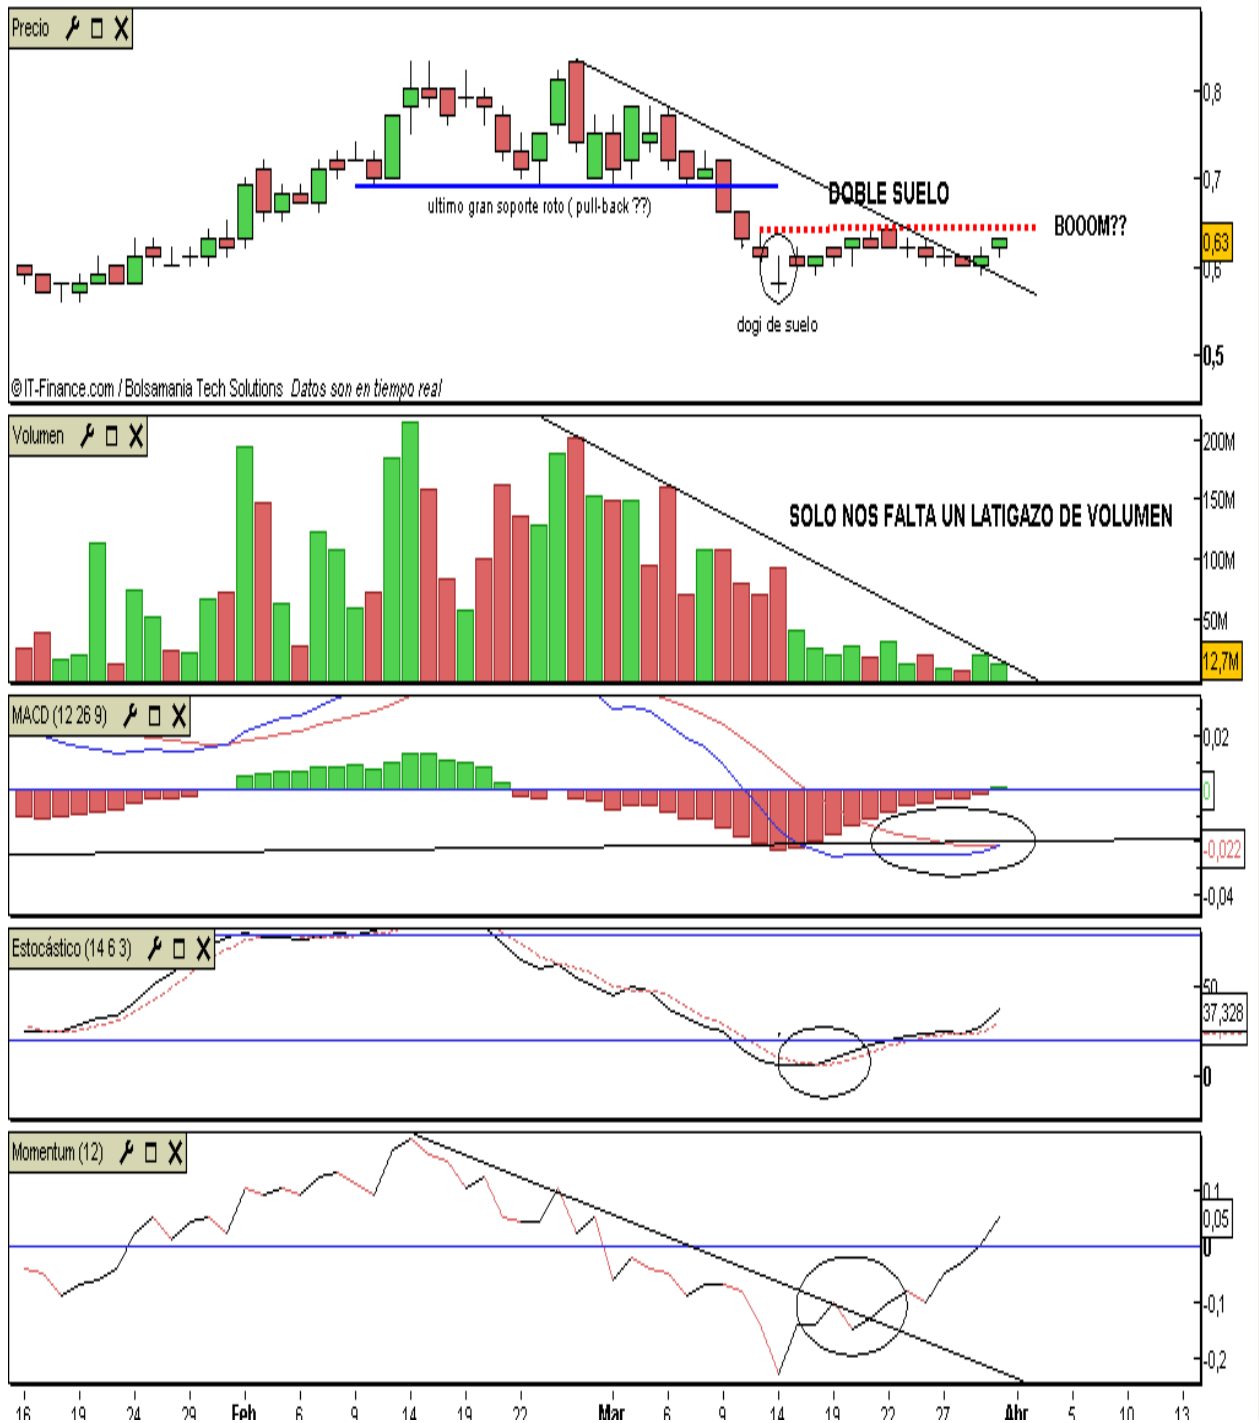 Precio
0,8
0,7
DOBLE SUELO
ultimo gran soporte roto ( pull-back ??)
BOOOM??
0,63
0,6
dogi de suelo
0,5
© IT-Finance.com / Bolsamania Tech Solutions Datos son en tiempo real
Volumen
200M
150M
SOLO NOS FALTA UN LATIGAZO DE VOLUMEN
100M
50M
12,7M
MACD (12 26 9)
0,02
0
-0,022
-0,04
Estocástico (14 6 3)
50
37,328
0
Momentum (12)
0,1
0,05
0
-0,1
-0,2
16 19 24 29 Feb 6 9 14 19 22 Mar 6 9 14 19 22 27 Abr 5 10 13